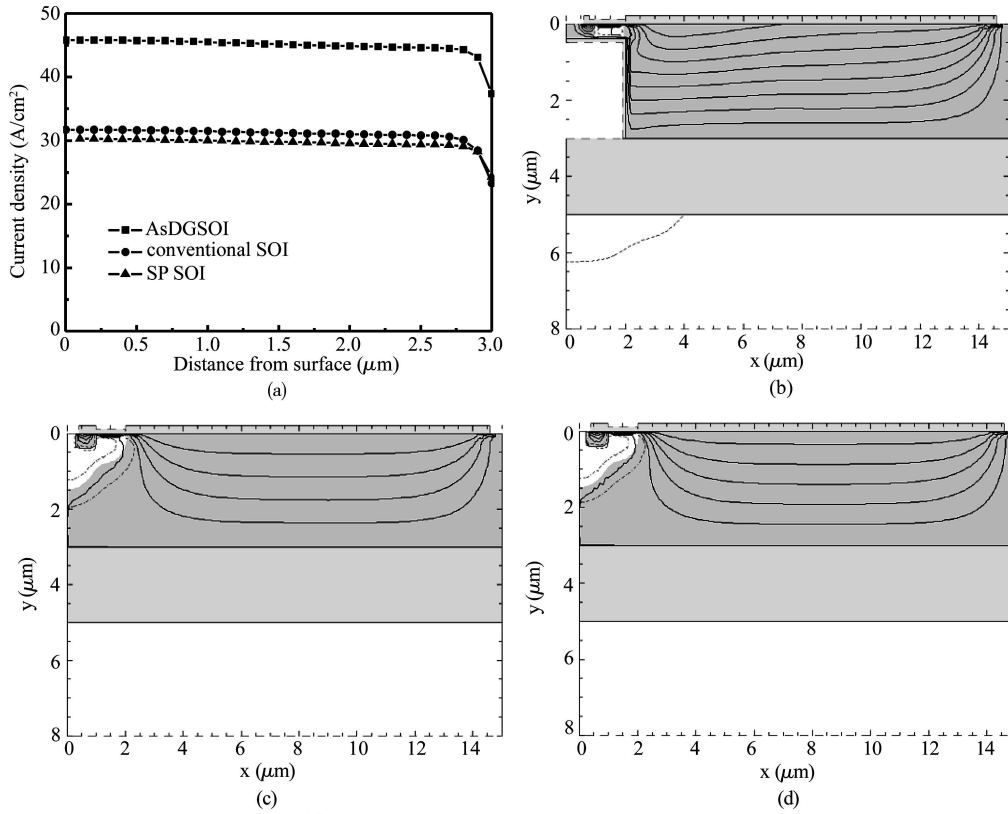 50
40
30
20
10
0
Current density (A/cm²)
AsDGSOI
conventional SOI
SP SOI
0 0.5 1.0 1.5 2.0 2.5 3.0
Distance from surface (μm)
(a)
0
2
4
6
8
y (μm)
0 2 4 6 8 10 12 14
x (μm)
(b)
0
2
4
6
8
y (μm)
0 2 4 6 8 10 12 14
x (μm)
(c)
0
2
4
6
8
y (μm)
0 2 4 6 8 10 12 14
x (μm)
(d)